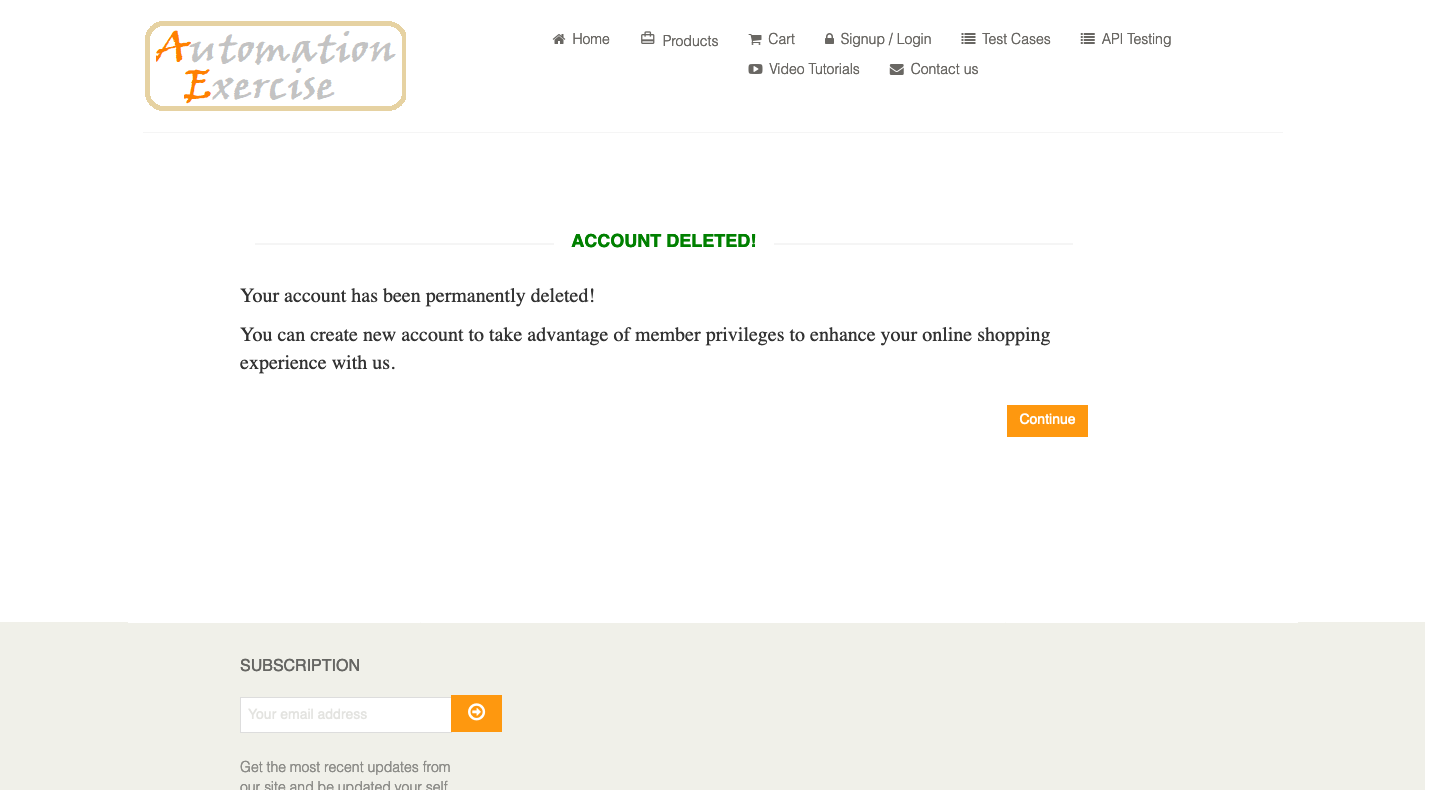 Automation
Exercise
Home
Products
Cart
Signup / Login
Test Cases
API Testing
Video Tutorials
Contact us
ACCOUNT DELETED!
Your account has been permanently deleted!
You can create new account to take advantage of member privileges to enhance your online shopping
experience with us.
Continue
SUBSCRIPTION
Your email address
Get the most recent updates from
our site and be updated your self